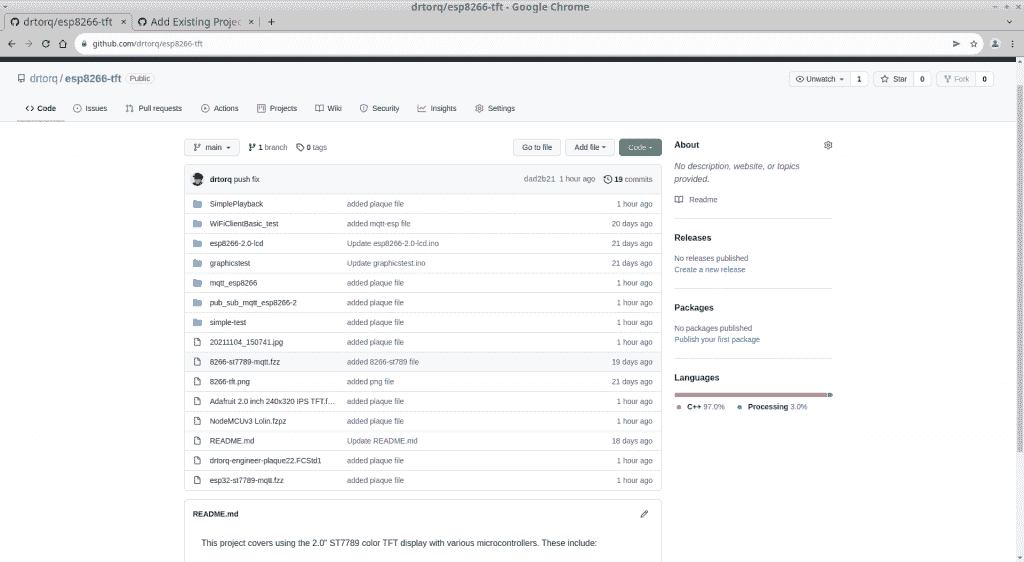 drtorq/esp8266-tft - Google Chrome
drtorq/esp8266-tft
Add Existing Projec
github.com/drtorq/esp8266-tft
drtorq / esp8266-tft Public
Unwatch 1 Star 0 Fork 0
Code Issues Pull requests Actions Projects Wiki Security Insights Settings
main 1 branch 0 tags Go to file Add file Code
drtorq push fix dad2b21 1 hour ago 19 commits
SimplePlayback added plaque file 1 hour ago
WiFiClientBasic_test added mqtt-esp file 20 days ago
esp8266-2.0-lcd Update esp8266-2.0-lcd.ino 21 days ago
graphicstest Update graphicstest.ino 21 days ago
mqtt_esp8266 added plaque file 1 hour ago
pub_sub_mqtt_esp8266-2 added plaque file 1 hour ago
simple-test added plaque file 1 hour ago
20211104_150741.jpg added plaque file 1 hour ago
8266-st7789-mqtt.fzz added 8266-st789 file 19 days ago
8266-tft.png added png file 21 days ago
Adafruit 2.0 inch 240x320 IPS TFT.f... added plaque file 1 hour ago
NodeMCUv3 Lolin.fzpz added plaque file 1 hour ago
README.md Update README.md 18 days ago
drtorq-engineer-plaque22.FCStd1 added plaque file 1 hour ago
esp32-st7789-mqtt.fzz added plaque file 1 hour ago
README.md
This project covers using the 2.0" ST7789 color TFT display with various microcontrollers. These include:
About
No description, website, or topics
provided.
Readme
Releases
No releases published
Create a new release
Packages
No packages published
Publish your first package
Languages
C++ 97.0% Processing 3.0%